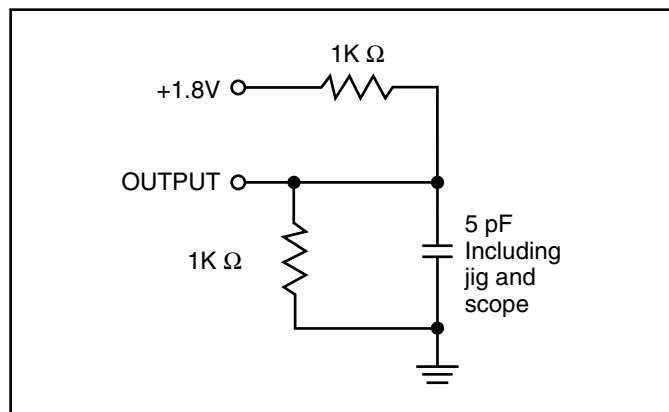 1K Ω
+1.8V
OUTPUT
1K Ω
5 pF
Including
jig and
scope